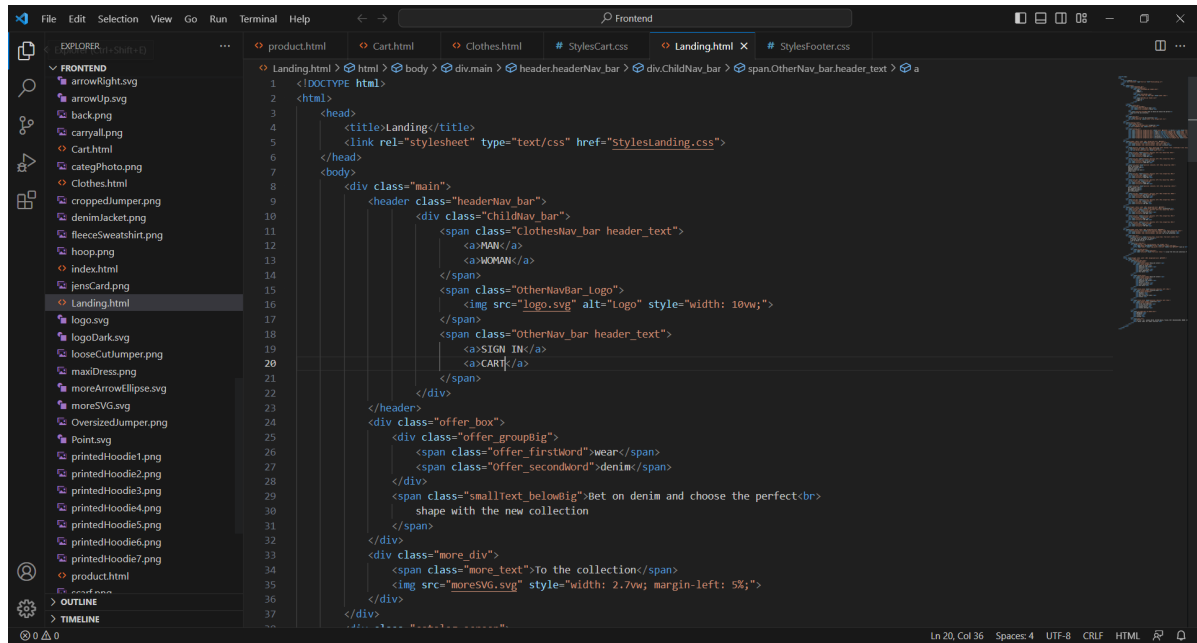 File Edit Selection View Go Run Terminal Help
Frontend
EXPLORER
product.html Cart.html Clothes.html # StylesCart.css Landing.html # StylesFooter.css
Landing.html > html > body > div.main > header.headerNav_bar > div.ChildNav_bar > span.OtherNav_bar.header_text > a
FRONTEND
arrowRight.svg
arrowUp.svg
back.png
carryall.png
Cart.html
categPhoto.png
Clothes.html
croppedJumper.png
denimJacket.png
fleeceSweatshirt.png
hoop.png
index.html
jensCard.png
Landing.html
logo.svg
logoDark.svg
looseCutJumper.png
maxiDress.png
moreArrowEllipse.svg
moreSVG.svg
OversizedJumper.png
Point.svg
printedHoodie1.png
printedHoodie2.png
printedHoodie3.png
printedHoodie4.png
printedHoodie5.png
printedHoodie6.png
printedHoodie7.png
product.html
OUTLINE
TIMELINE
1 <!DOCTYPE html>
2 <html>
3 <head>
4 <title>Landing</title>
5 <link rel="stylesheet" type="text/css" href="StylesLanding.css">
6 </head>
7 <body>
8 <div class="main">
9 <header class="headerNav_bar">
10 <div class="ChildNav_bar">
11 <span class="ClothesNav_bar header_text">
12 <a>MAN</a>
13 <a>WOMAN</a>
14 </span>
15 <span class="OtherNavBar_Logo">
16 <img src="logo.svg" alt="Logo" style="width: 10vw;">
17 </span>
18 <span class="OtherNav_bar header_text">
19 <a>SIGN IN</a>
20 <a>CART</a>
21 </span>
22 </div>
23 </header>
24 <div class="offer_box">
25 <div class="offer_groupBig">
26 <span class="offer_firstWord">wear</span>
27 <span class="Offer_secondWord">denim</span>
28 </div>
29 <span class="smallText_belowBig">Bet on denim and choose the perfect<br>
30 shape with the new collection
31 </span>
32 </div>
33 <div class="more_div">
34 <span class="more_text">To the collection</span>
35 <img src="moreSVG.svg" style="width: 2.7vw; margin-left: 5%;">
36 </div>
37 </div>
0 0
Ln 20, Col 36 Spaces: 4 UTF-8 CRLF HTML